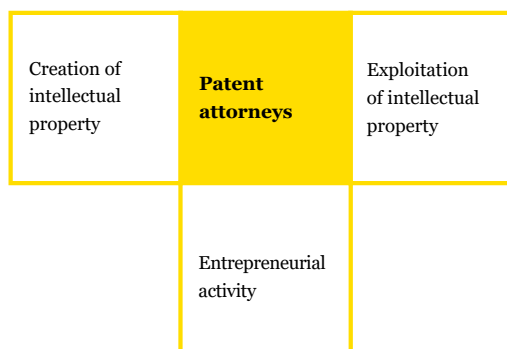 Creation of
intellectual
property
Patent
attorneys
Exploitation
of intellectual
property
Entrepreneurial
activity